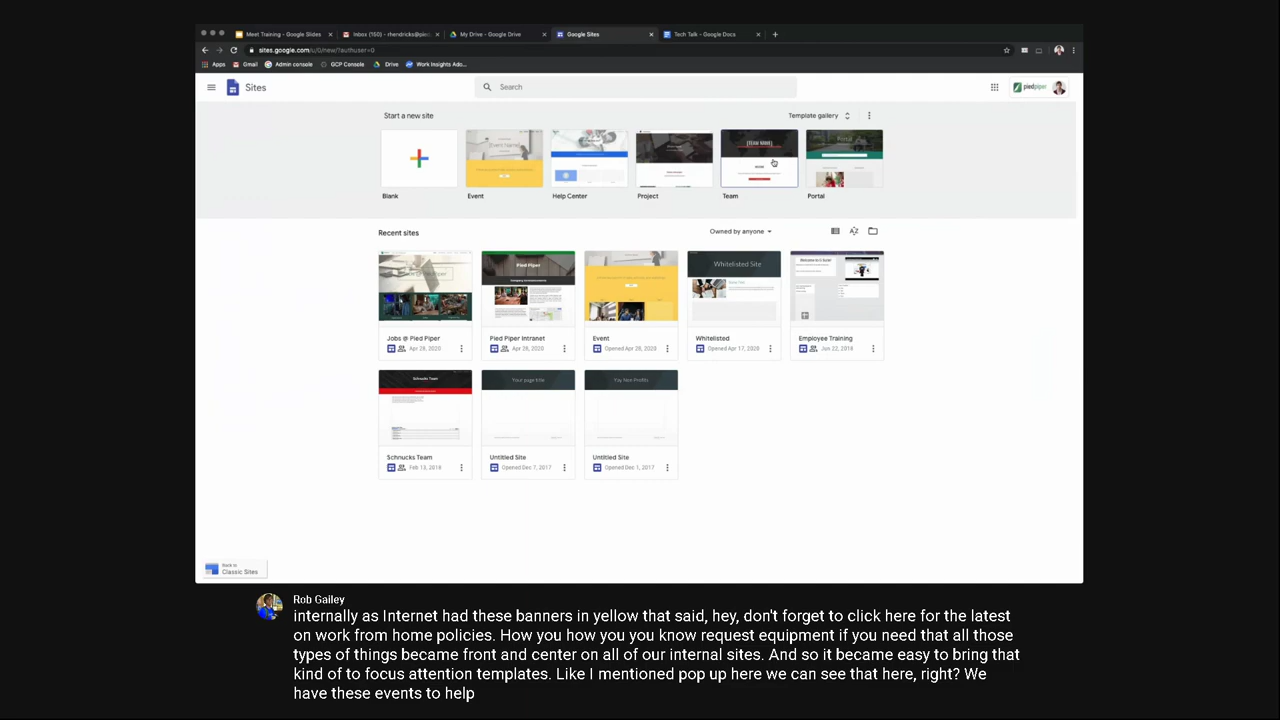 Meet Training - Google Slides
Inbox (150) - rhendricks@pied
My Drive - Google Drive
Google Sites
Tech Talk - Google Docs
sites.google.com/u/0/new/?authuser=0
Apps
Gmail
Admin console
GCP Console
Drive
Work Insights Ado...
Sites
Search
piedpiper
Start a new site
Template gallery
[TEAM NAME]
Blank
Event
Help Center
Project
Team
Portal
Recent sites
Owned by anyone
Pied Piper
Whitelisted Site
Jobs @ Pied Piper
Pied Piper Intranet
Event
Whitelisted
Employee Training
Apr 28, 2020
Apr 28, 2020
Opened Apr 28, 2020
Opened Apr 17, 2020
Jun 22, 2018
Schnucks Team
Your page title
Yay Non Profits
Schnucks Team
Untitled Site
Untitled Site
Feb 13, 2018
Opened Dec 7, 2017
Opened Dec 1, 2017
Back to
Classic Sites
Rob Gailey
internally as Internet had these banners in yellow that said, hey, don't forget to click here for the latest
on work from home policies. How you how you you know request equipment if you need that all those
types of things became front and center on all of our internal sites. And so it became easy to bring that
kind of to focus attention templates. Like I mentioned pop up here we can see that here, right? We
have these events to help